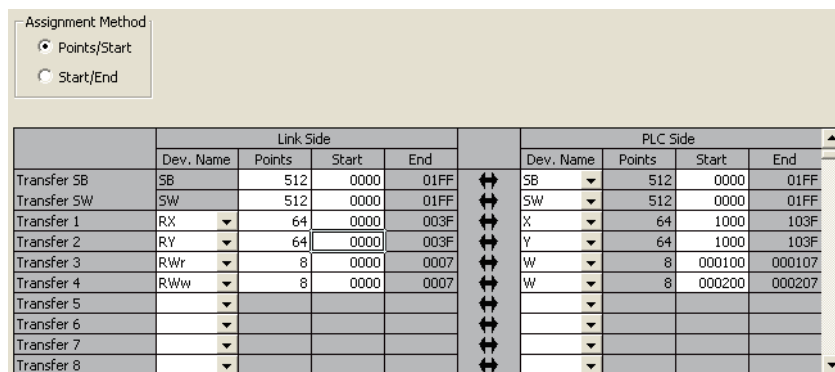 Assignment Method
Points/Start
Start/End
Link Side PLC Side
Dev. Name Points Start End Dev. Name Points Start End
Transfer SB SB 512 0000 01FF SB 512 0000 01FF
Transfer SW SW 512 0000 01FF SW 512 0000 01FF
Transfer 1 RX 64 0000 003F X 64 1000 103F
Transfer 2 RY 64 0000 003F Y 64 1000 103F
Transfer 3 RWr 8 0000 0007 W 8 000100 000107
Transfer 4 RWw 8 0000 0007 W 8 000200 000207
Transfer 5
Transfer 6
Transfer 7
Transfer 8